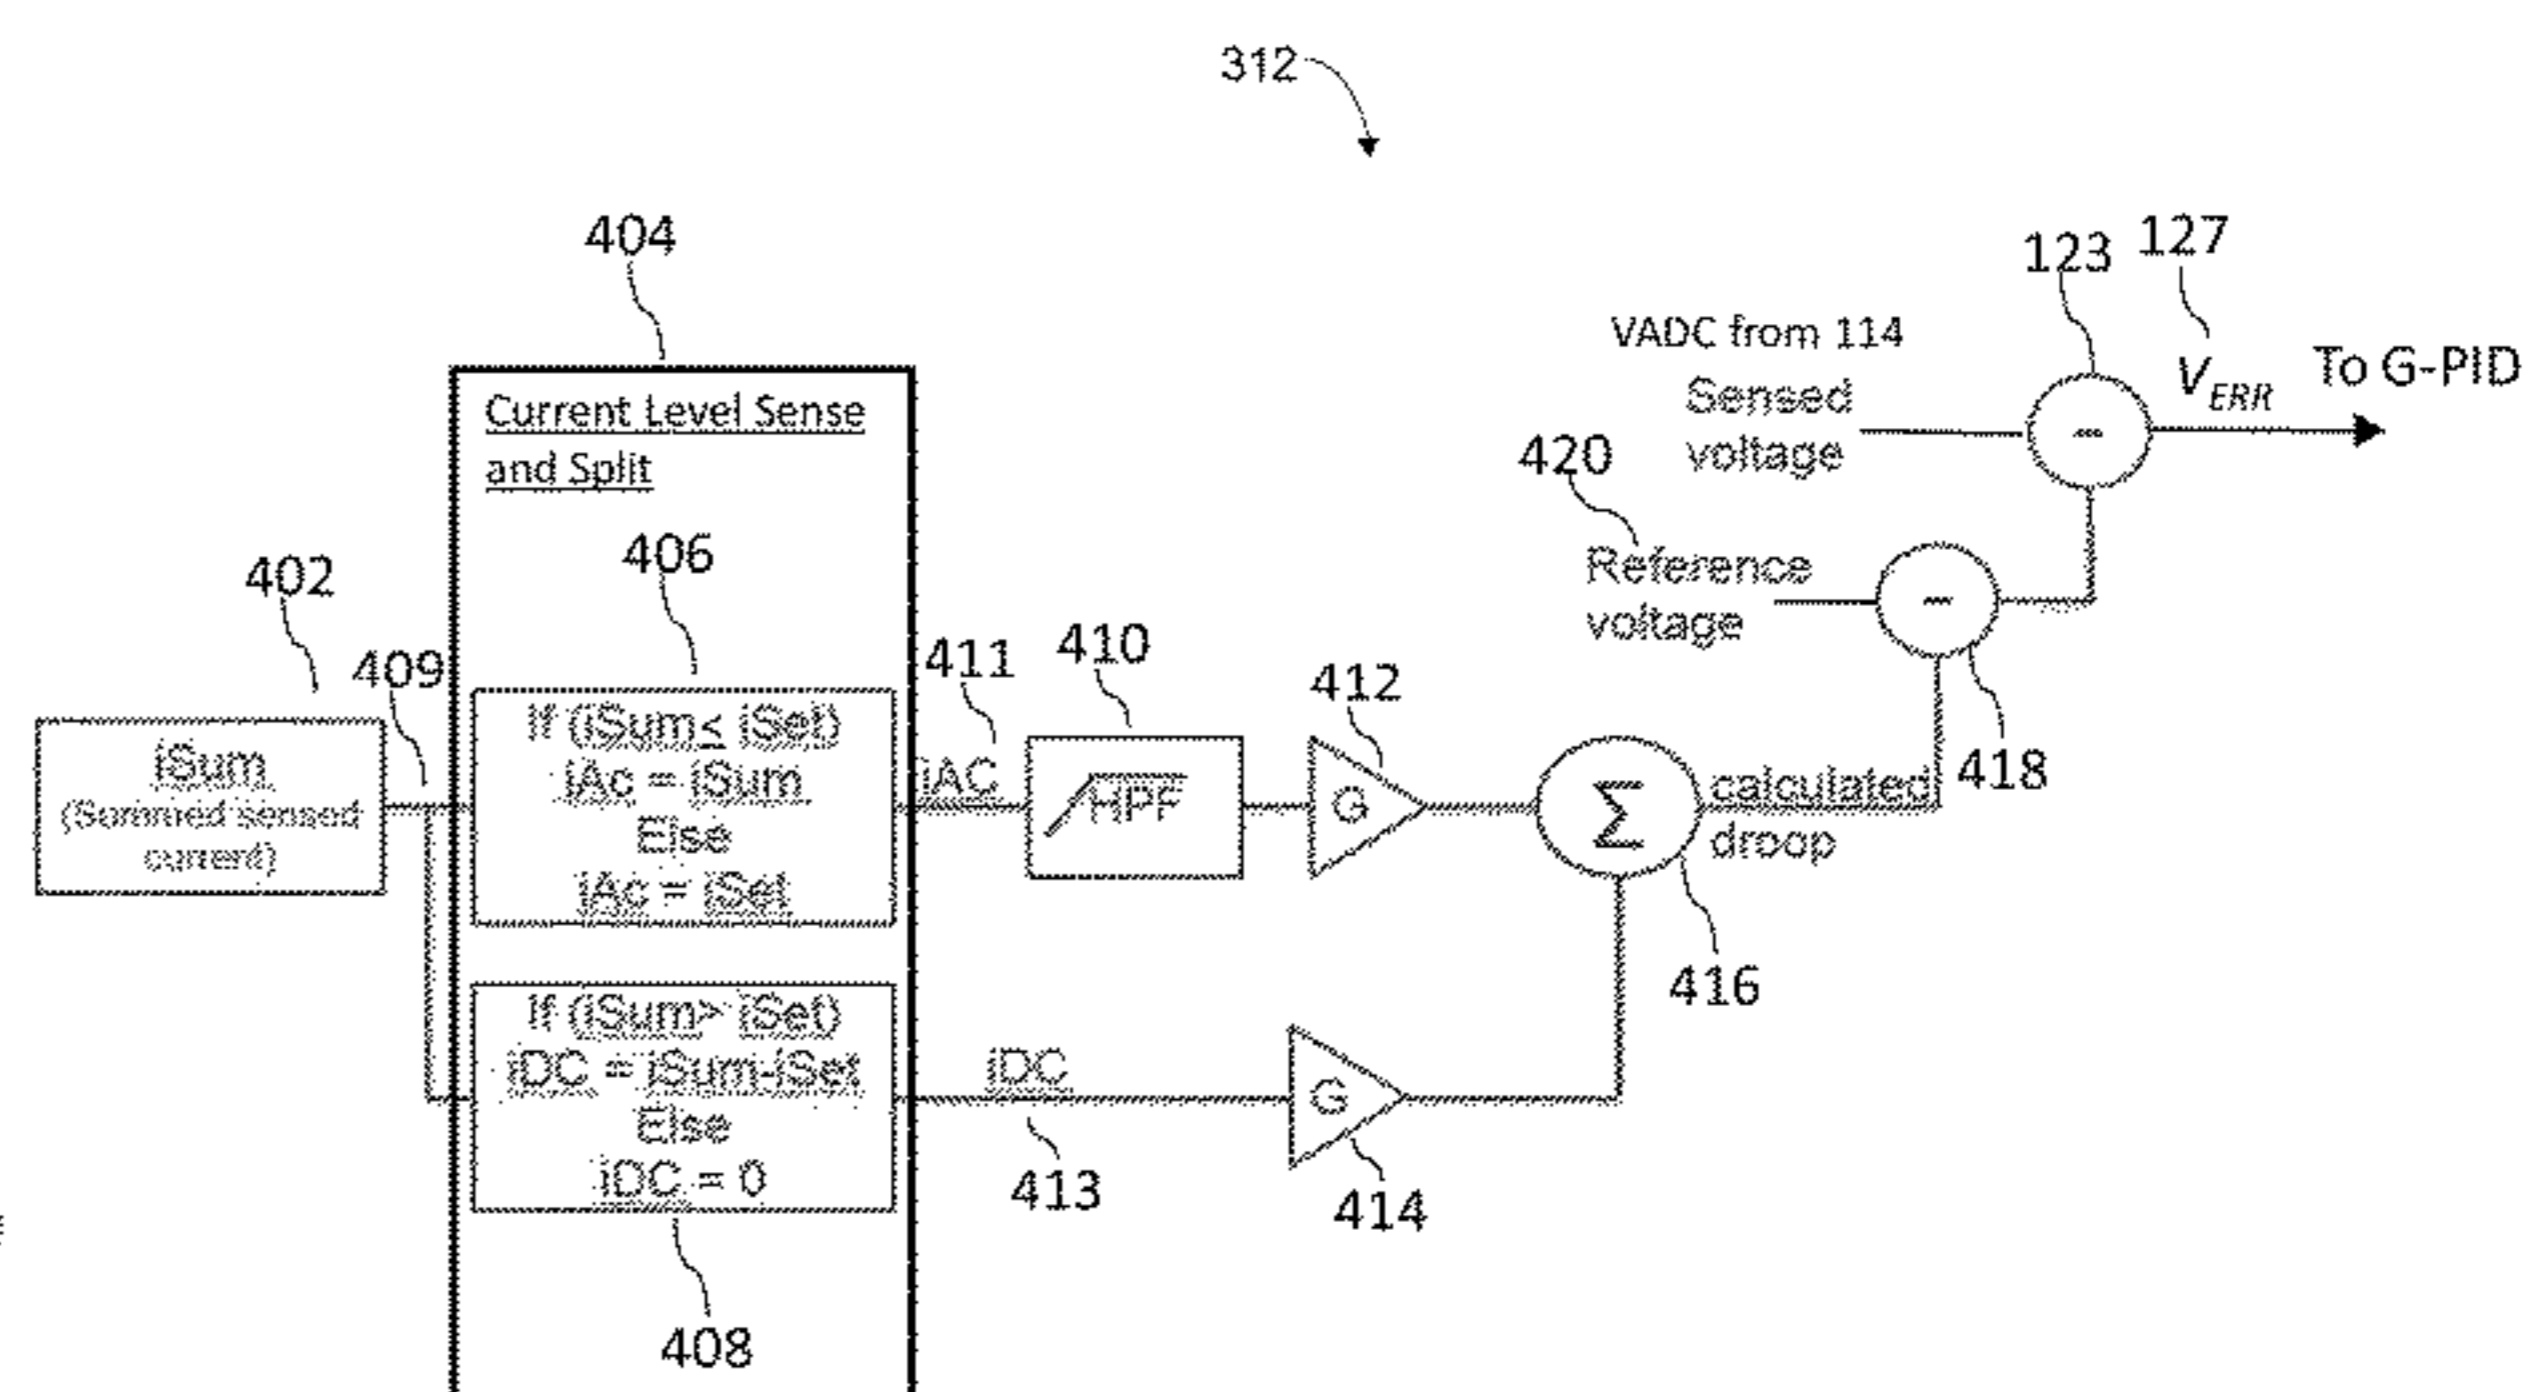 312
404
123 127
VADC from 114
V_ERR To G-PID
Sensed
voltage
420
Current Level Sense
and Split
406
402
Reference
voltage
409
411
410
412
418
iSum
(Summed sensed
current)
If (iSum≤ iSet)
iAc = iSum
Else
iAc = iSet
iAC
HPF
G
Σ
calculated
droop
416
If (iSum> iSet)
iDC = iSum-iSet
Else
iDC = 0
iDC
413
G
414
408
-
-